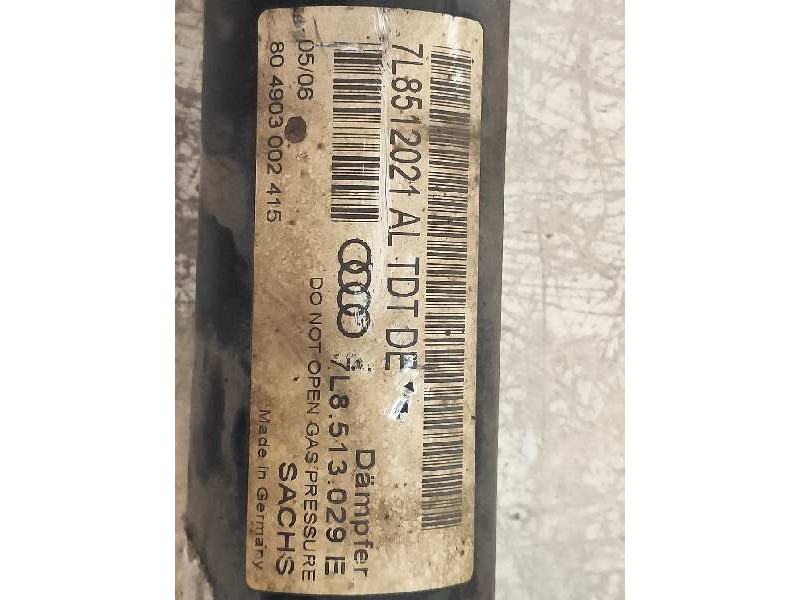 7L8512021 AL TDT DE
Dämpfer
7L8.513.029 E
DO NOT OPEN GAS PRESSURE
05/06
SACHS
80 4903 002 415
Made in Germany